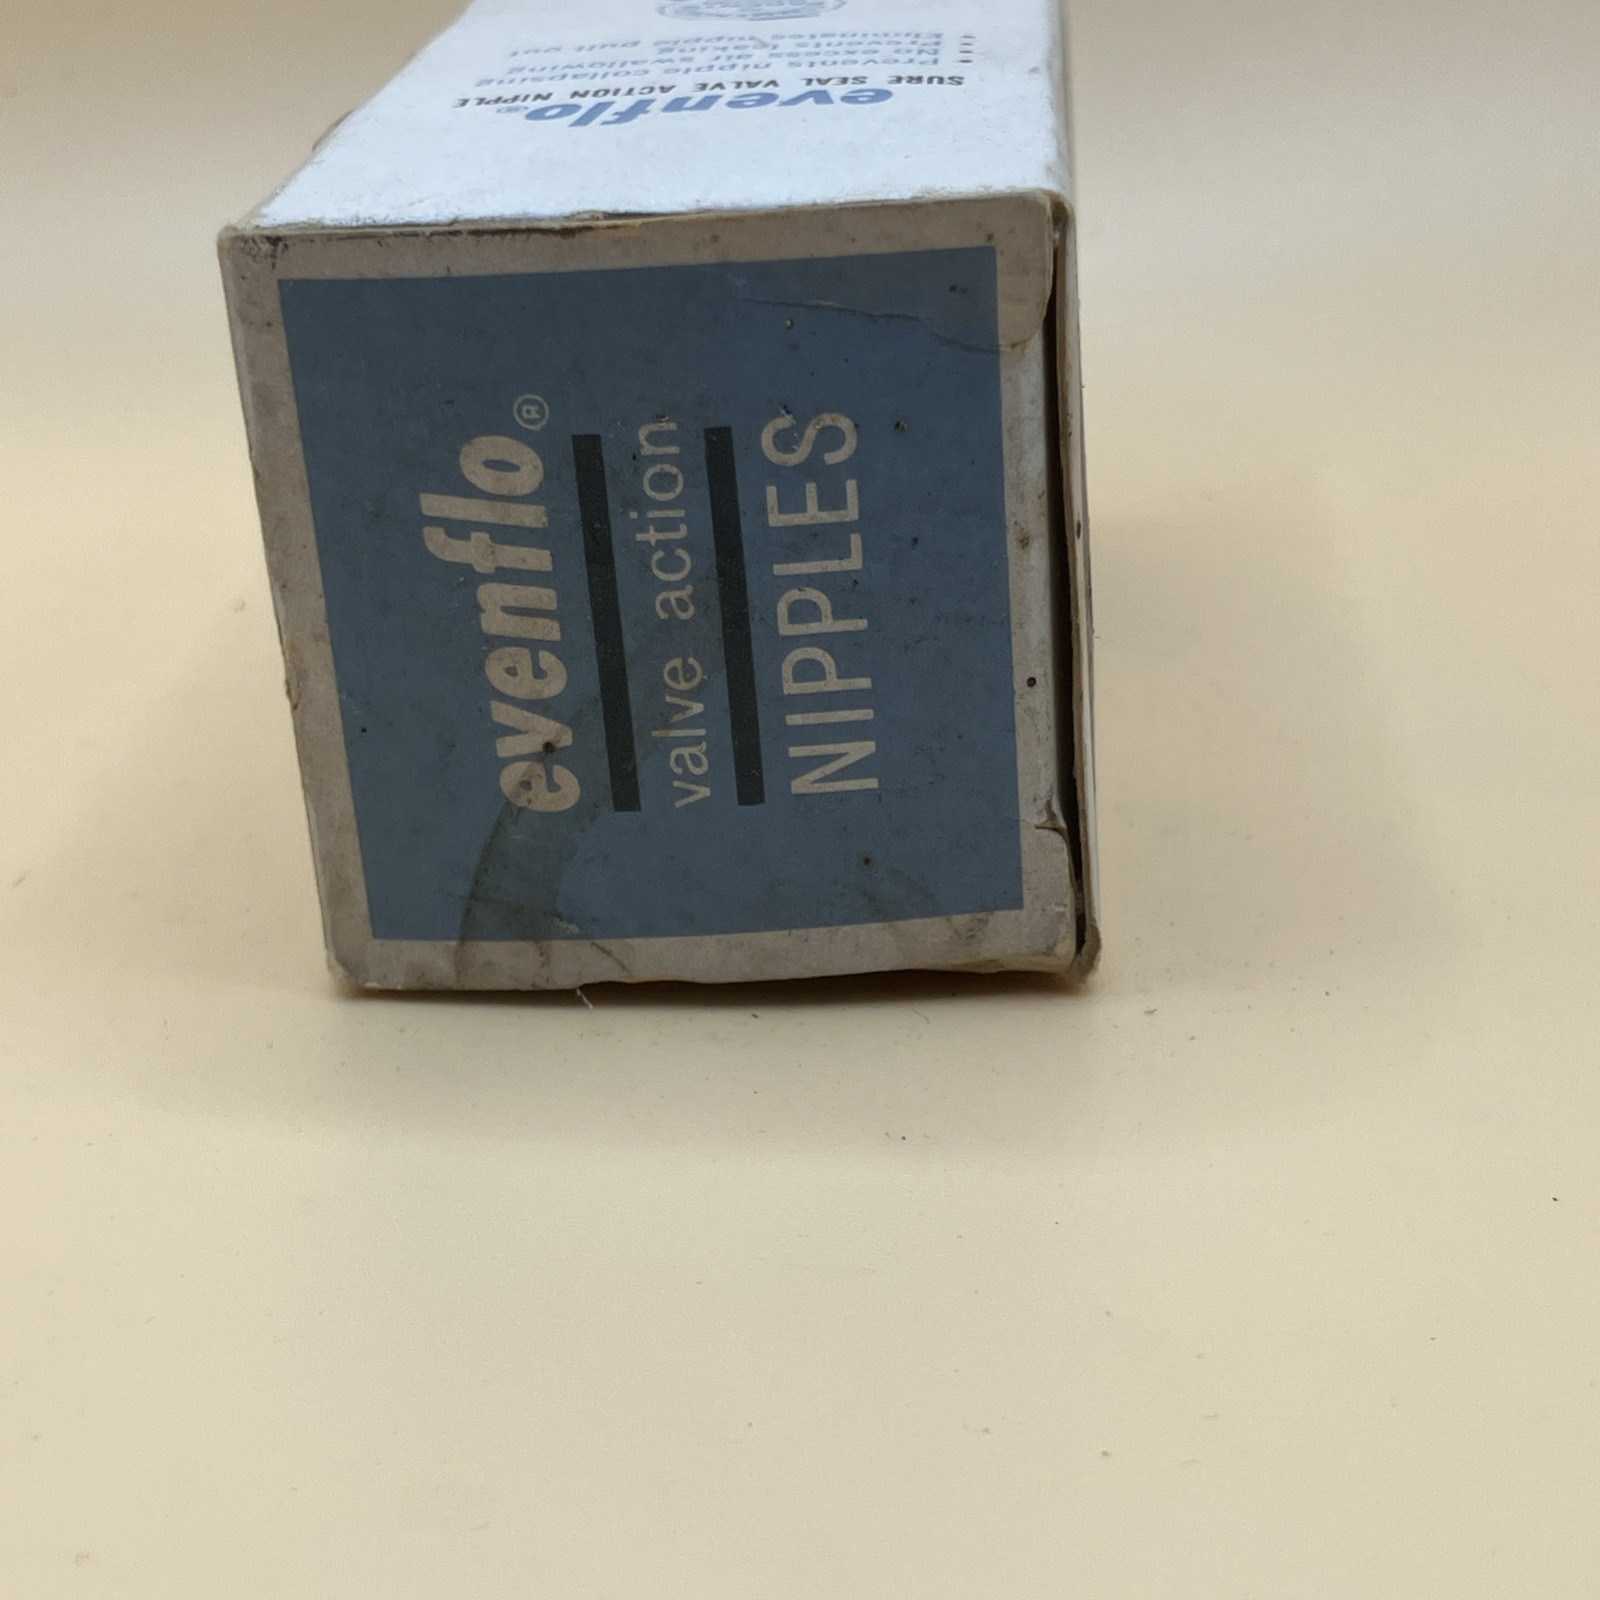 evenflo®
valve action
NIPPLES
evenflo®
SURE SEAL VALVE ACTION NIPPLE
• Prevents nipple collapsing
• No excess air swallowing
• Prevents leaking
• Eliminates nipple pull-out